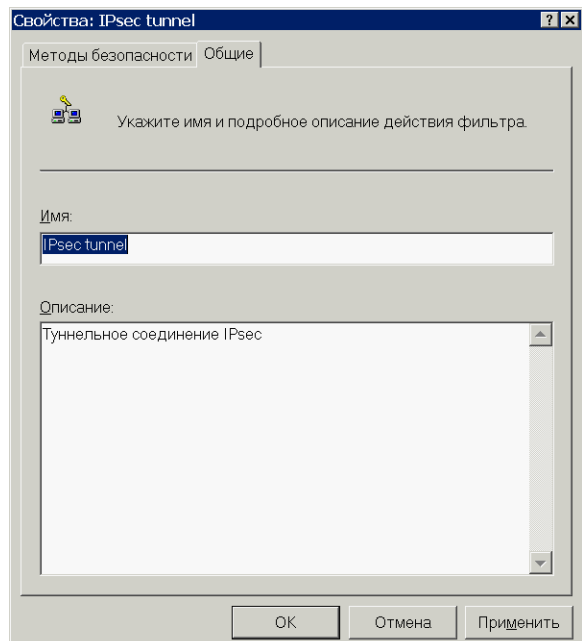 Свойства: IPsec tunnel
Методы безопасности Общие
Укажите имя и подробное описание действия фильтра.
Имя:
IPsec tunnel
Описание:
Туннельное соединение IPsec
ОК Отмена Применить